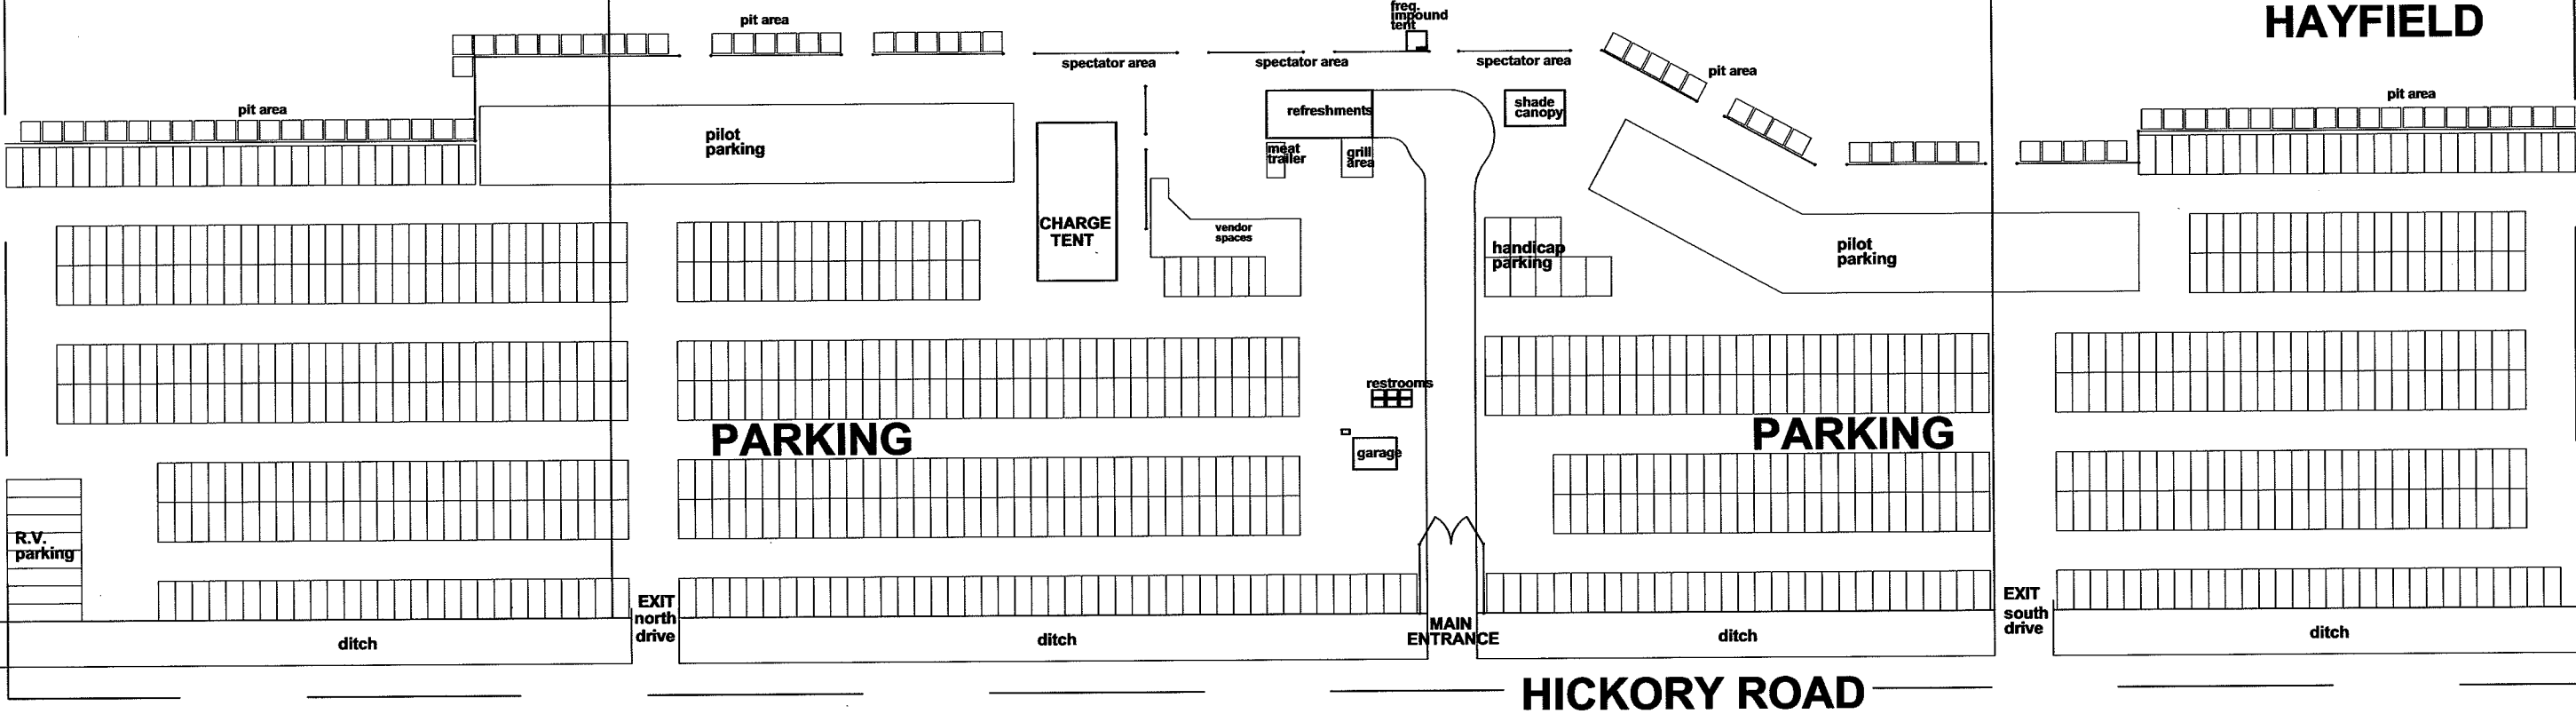 freq.
impound
tent
HAYFIELD
pit area
spectator area
spectator area
spectator area
pit area
pit area
pit area
refreshments
shade
canopy
pilot
parking
meat
trailer
grill
area
CHARGE
TENT
vendor
spaces
handicap
parking
pilot
parking
restrooms
PARKING
PARKING
garage
R.V.
parking
EXIT
north
drive
MAIN
ENTRANCE
EXIT
south
drive
ditch
ditch
ditch
ditch
HICKORY ROAD